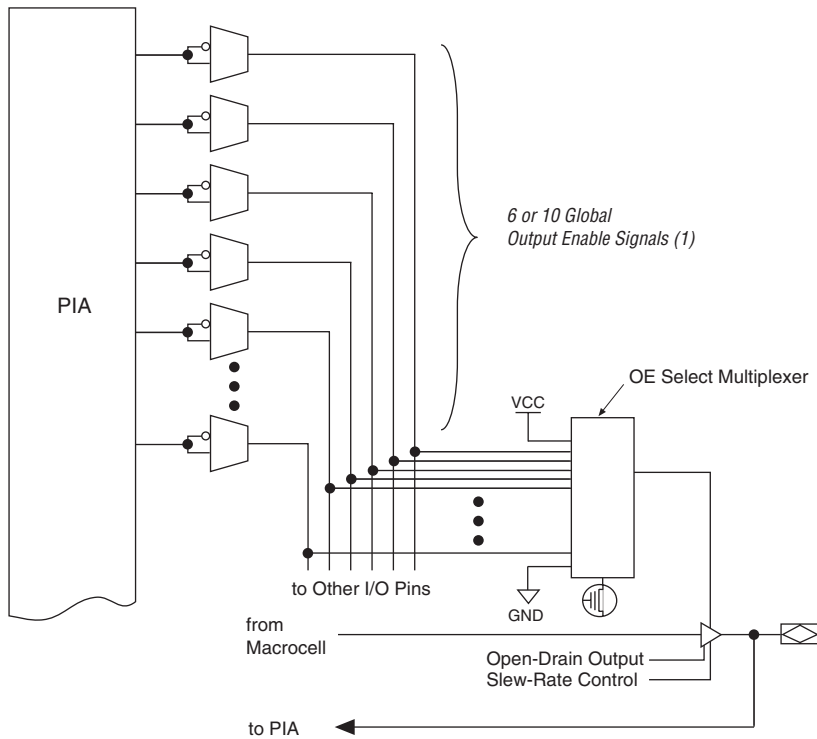 PIA
6 or 10 Global
Output Enable Signals (1)
OE Select Multiplexer
VCC
to Other I/O Pins
GND
from
Macrocell
Open-Drain Output
Slew-Rate Control
to PIA